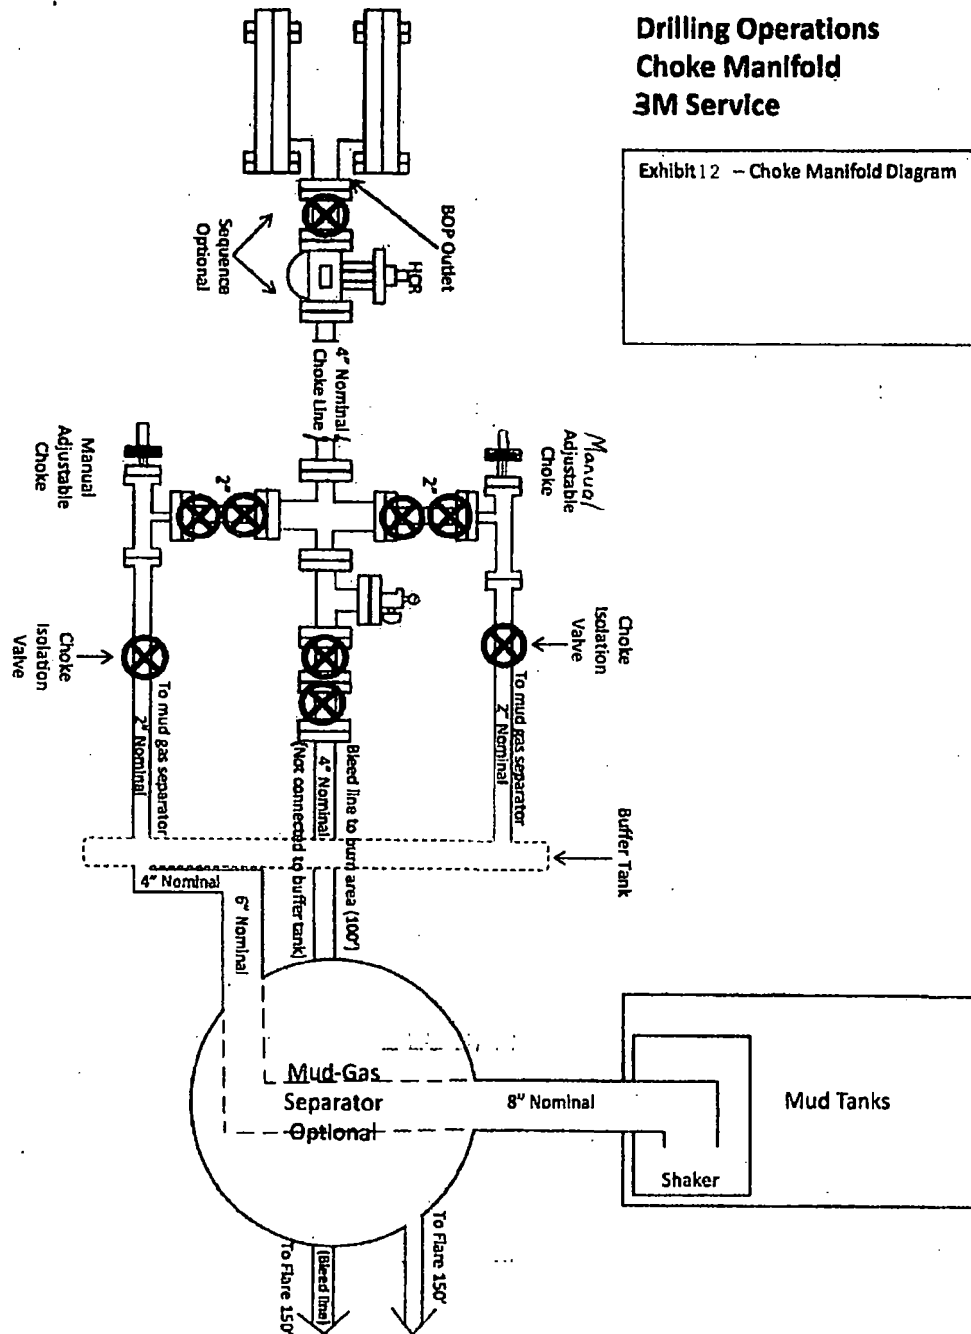 Drilling Operations
Choke Manifold
3M Service
Exhibit 12 – Choke Manifold Diagram
BOP Outlet
HCR
Sequence
Optional
4" Nominal
Choke Line
Manual
Adjustable
Choke
2"
2"
Manual
Adjustable
Choke
Choke
Isolation
Valve
Choke
Isolation
Valve
To mud gas separator
2" Nominal
Bleed line to burn area (100')
4" Nominal
(Not connected to buffer tank)
To mud gas separator
2" Nominal
Buffer Tank
4" Nominal
6" Nominal
Mud-Gas
Separator
Optional
8" Nominal
Mud Tanks
Shaker
To Flare 150'
(Bleed line)
To Flare 150'